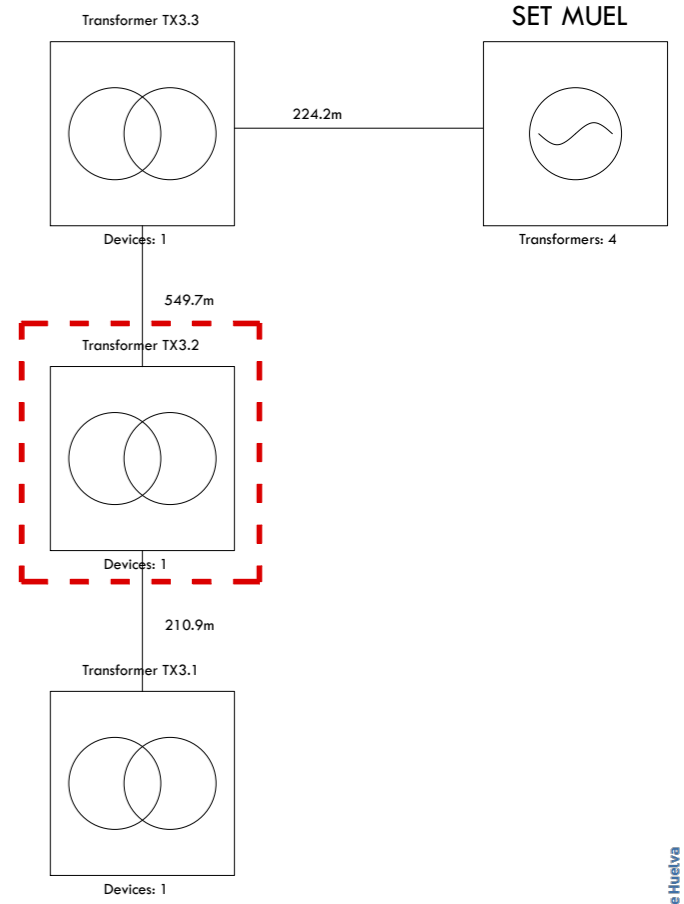 Transformer TX3.3
SET MUEL
224.2m
Devices: 1
Transformers: 4
549.7m
Transformer TX3.2
Devices: 1
210.9m
Transformer TX3.1
Devices: 1
e Huelva